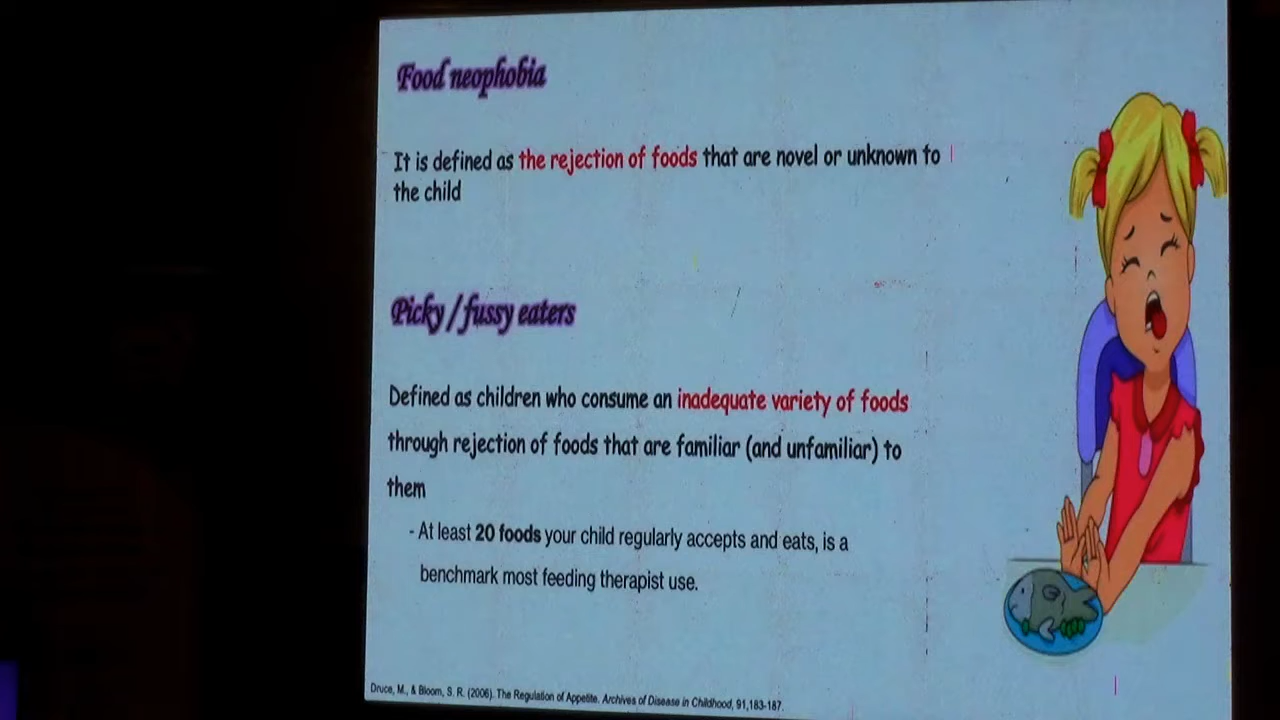 Food neophobia
It is defined as the rejection of foods that are novel or unknown to
the child
Picky / fussy eaters
Defined as children who consume an inadequate variety of foods
through rejection of foods that are familiar (and unfamiliar) to
them
- At least 20 foods your child regularly accepts and eats, is a
benchmark most feeding therapist use.
Druce, M., & Bloom, S. R. (2006). The Regulation of Appetite. Archives of Disease in Childhood, 91,183-187.